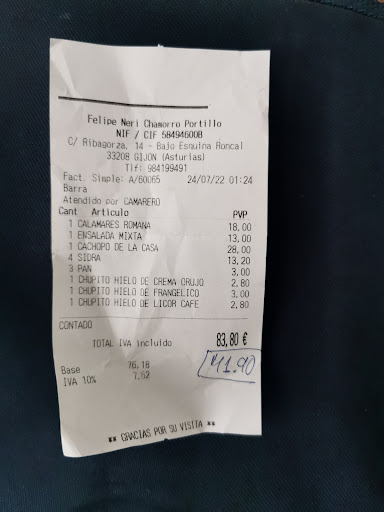 Felipe Neri Chamorro Portillo
NIF / CIF 58494600B
C/ Ribagorza, 14 - Bajo Esquina Roncal
33208 GIJON (Asturias)
Tlf: 984199491
Fact. Simple: A/60065 24/07/22 01:24
Barra
Atendido por CAMARERO
Cant Artículo PVP
1 CALAMARES ROMANA 18,00
1 ENSALADA MIXTA 13,00
1 CACHOPO DE LA CASA 28,00
4 SIDRA 13,20
3 PAN 3,00
1 CHUPITO HIELO DE CREMA ORUJO 2,80
1 CHUPITO HIELO DE FRANGELICO 3,00
1 CHUPITO HIELO DE LICOR CAFE 2,80
CONTADO
TOTAL IVA incluido 83,80 €
41.90
Base 76,18
IVA 10% 7,62
** GRACIAS POR SU VISITA **